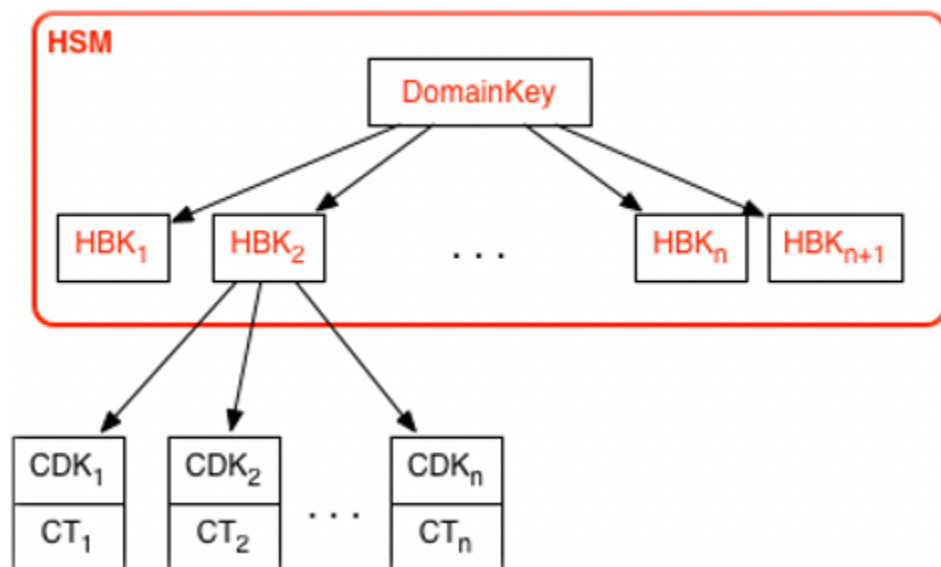 HSM
DomainKey
HBK₁ HBK₂ . . . HBKₙ HBKₙ₊₁
CDK₁ CDK₂ CDKₙ
. . .
CT₁ CT₂ CTₙ